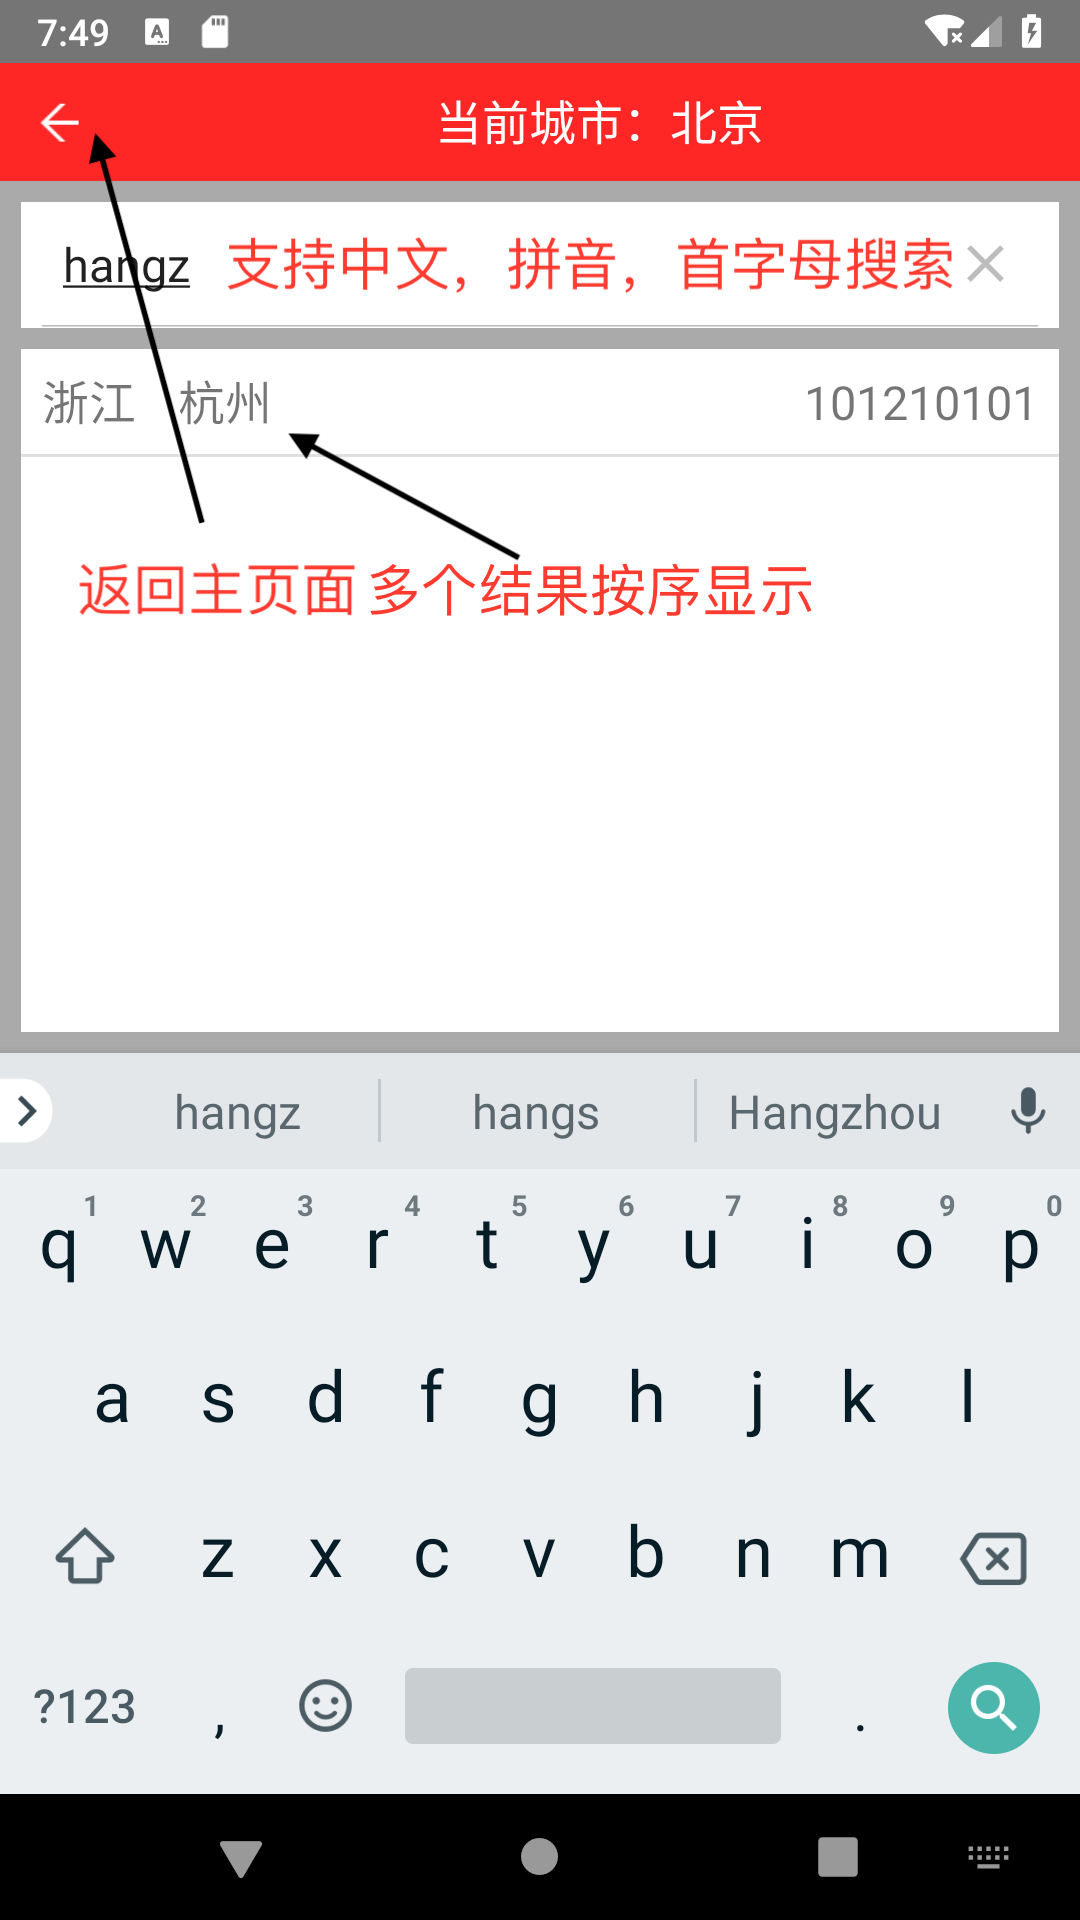 7:49
当前城市：北京
hangz 支持中文，拼音，首字母搜索
浙江 杭州 101210101
返回主页面 多个结果按序显示
hangz hangs Hangzhou
1 2 3 4 5 6 7 8 9 0
q w e r t y u i o p
a s d f g h j k l
z x c v b n m
?123 , .